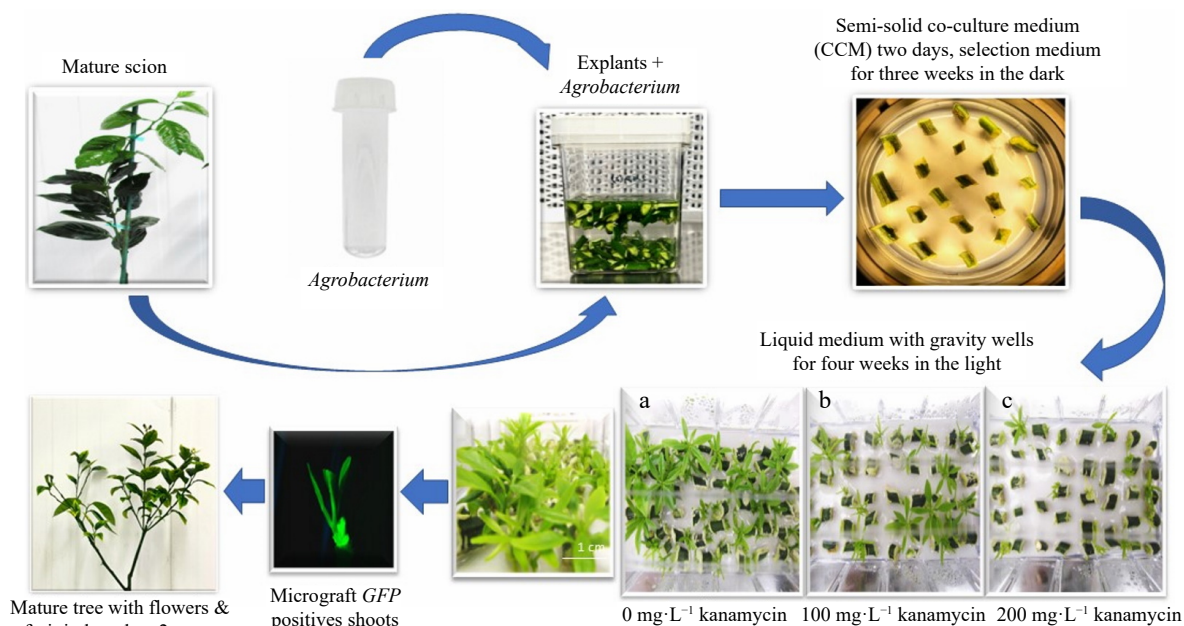 Mature scion
Agrobacterium
Explants +
Agrobacterium
Semi-solid co-culture medium
(CCM) two days, selection medium
for three weeks in the dark
Liquid medium with gravity wells
for four weeks in the light
a
b
c
0 mg·L⁻¹ kanamycin
100 mg·L⁻¹ kanamycin
200 mg·L⁻¹ kanamycin
1 cm
Micrograft GFP
positives shoots
Mature tree with flowers &